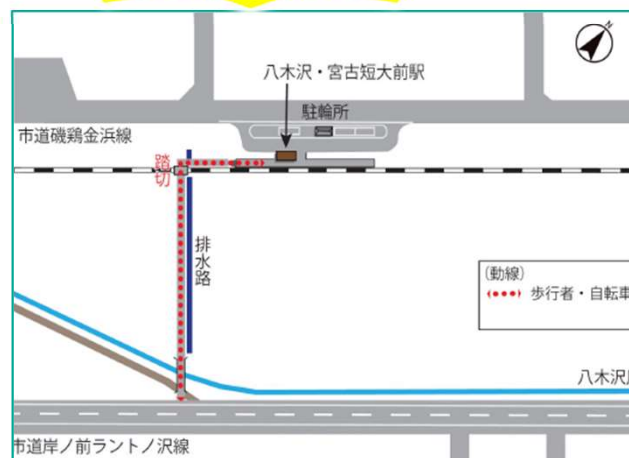 N
八木沢・宮古短大前駅
駐輪所
市道磯鶏金浜線
踏切
排水路
(動線)
歩行者・自転車
八木沢川
市道岸ノ前ラントノ沢線